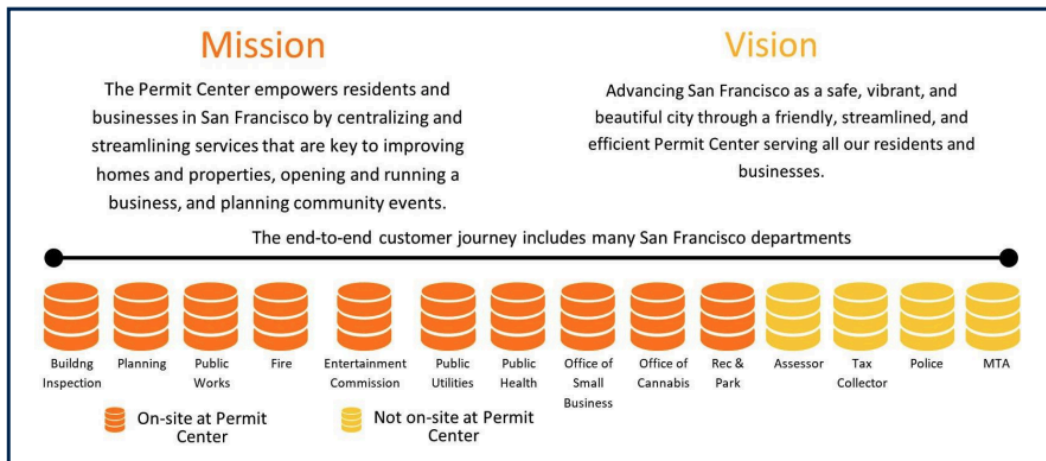 Mission
The Permit Center empowers residents and
businesses in San Francisco by centralizing and
streamlining services that are key to improving
homes and properties, opening and running a
business, and planning community events.
Vision
Advancing San Francisco as a safe, vibrant, and
beautiful city through a friendly, streamlined, and
efficient Permit Center serving all our residents and
businesses.
The end-to-end customer journey includes many San Francisco departments
Buildng
Inspection
Planning
Public
Works
Fire
Entertainment
Commission
Public
Utilities
Public
Health
Office of
Small
Business
Office of
Cannabis
Rec &
Park
Assessor
Tax
Collector
Police
MTA
On-site at Permit
Center
Not on-site at Permit
Center